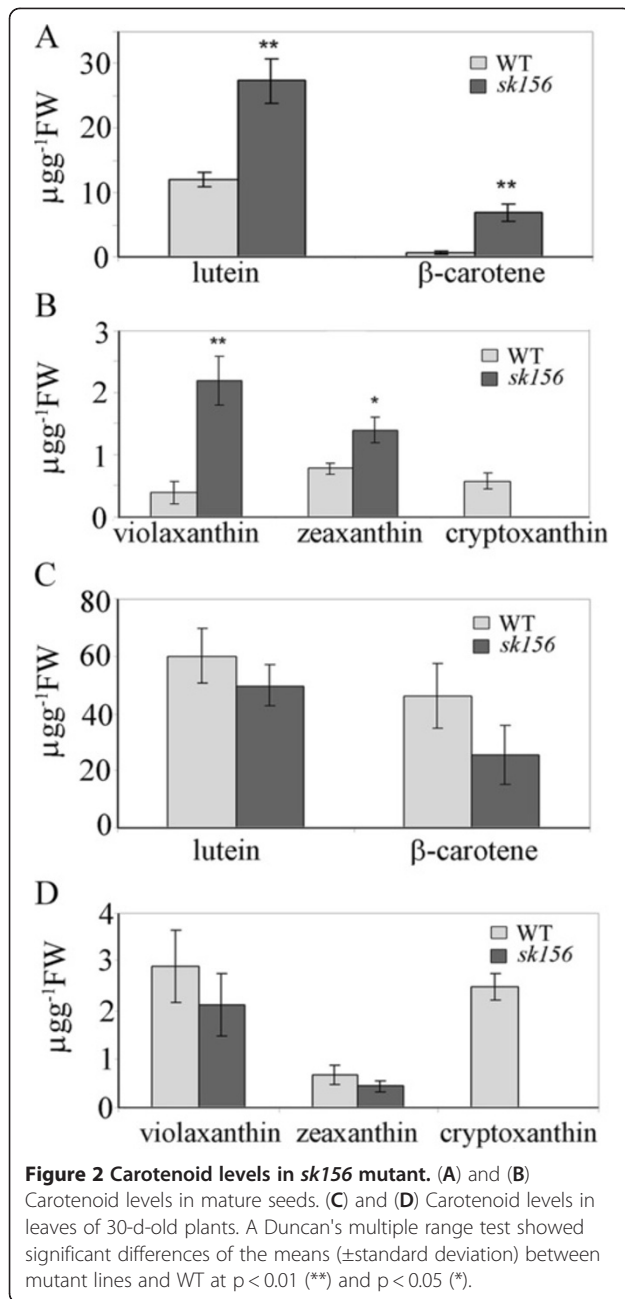 A
**
WT
sk156
**
30
20
10
0
µgg⁻¹FW
lutein
β-carotene
B
**
WT
sk156
*
3
2
1
0
µgg⁻¹FW
violaxanthin
zeaxanthin
cryptoxanthin
C
WT
sk156
80
60
40
20
0
µgg⁻¹FW
lutein
β-carotene
D
WT
sk156
4
3
2
1
0
µgg⁻¹FW
violaxanthin
zeaxanthin
cryptoxanthin
Figure 2 Carotenoid levels in sk156 mutant. (A) and (B)
Carotenoid levels in mature seeds. (C) and (D) Carotenoid levels in
leaves of 30-d-old plants. A Duncan's multiple range test showed
significant differences of the means (±standard deviation) between
mutant lines and WT at p < 0.01 (**) and p < 0.05 (*).